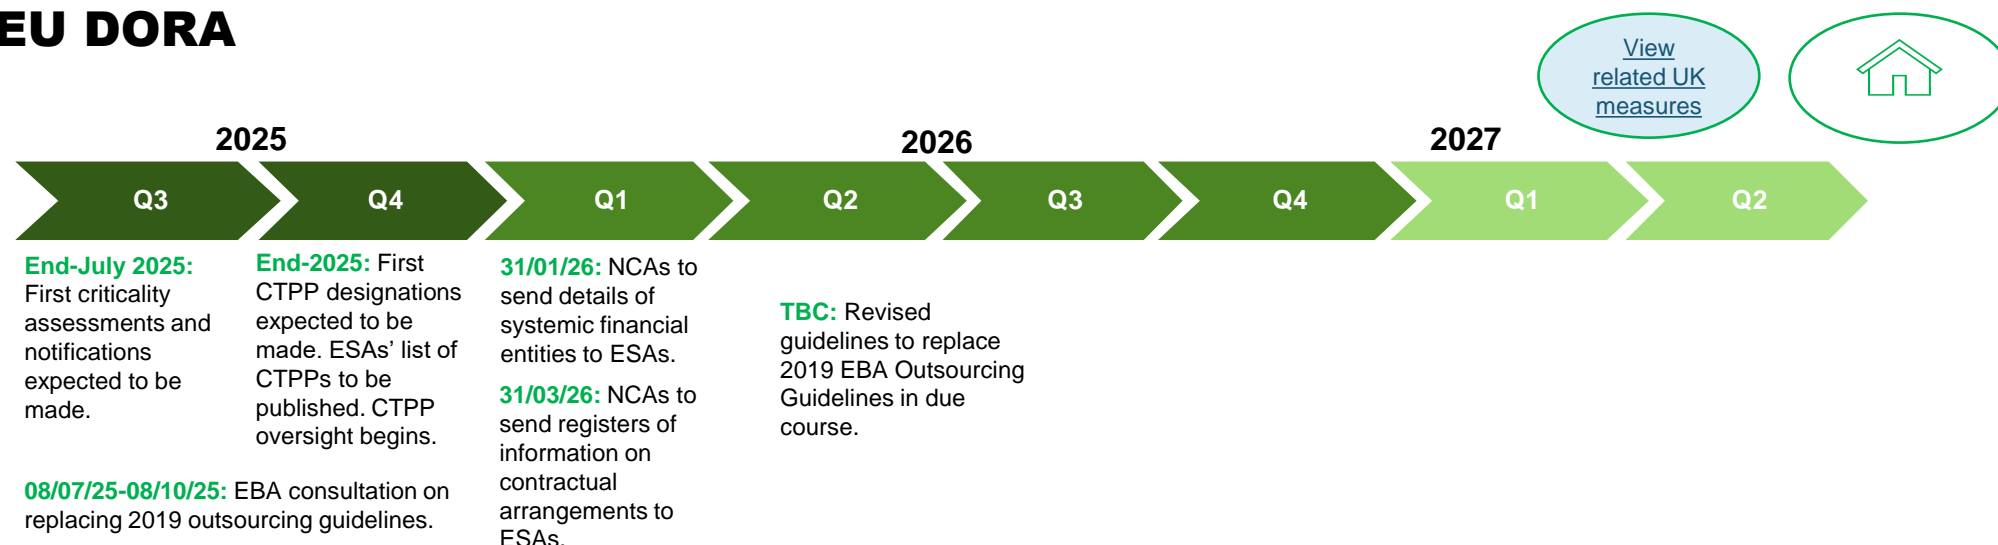 EU DORA
View
related UK
measures
2025
2026
2027
Q3
Q4
Q1
Q2
Q3
Q4
Q1
Q2
End-July 2025:
First criticality
assessments and
notifications
expected to be
made.
End-2025: First
CTPP designations
expected to be
made. ESAs’ list of
CTPPs to be
published. CTPP
oversight begins.
08/07/25-08/10/25: EBA consultation on
replacing 2019 outsourcing guidelines.
31/01/26: NCAs to
send details of
systemic financial
entities to ESAs.
31/03/26: NCAs to
send registers of
information on
contractual
arrangements to
ESAs.
TBC: Revised
guidelines to replace
2019 EBA Outsourcing
Guidelines in due
course.